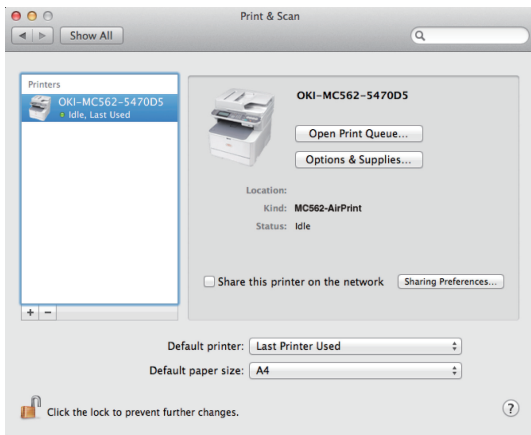 Print & Scan
Show All
Printers
OKI-MC562-5470D5
Idle, Last Used
OKI-MC562-5470D5
Open Print Queue...
Options & Supplies...
Location:
Kind: MC562-AirPrint
Status: Idle
Share this printer on the network Sharing Preferences...
+ −
Default printer: Last Printer Used
Default paper size: A4
Click the lock to prevent further changes. ?